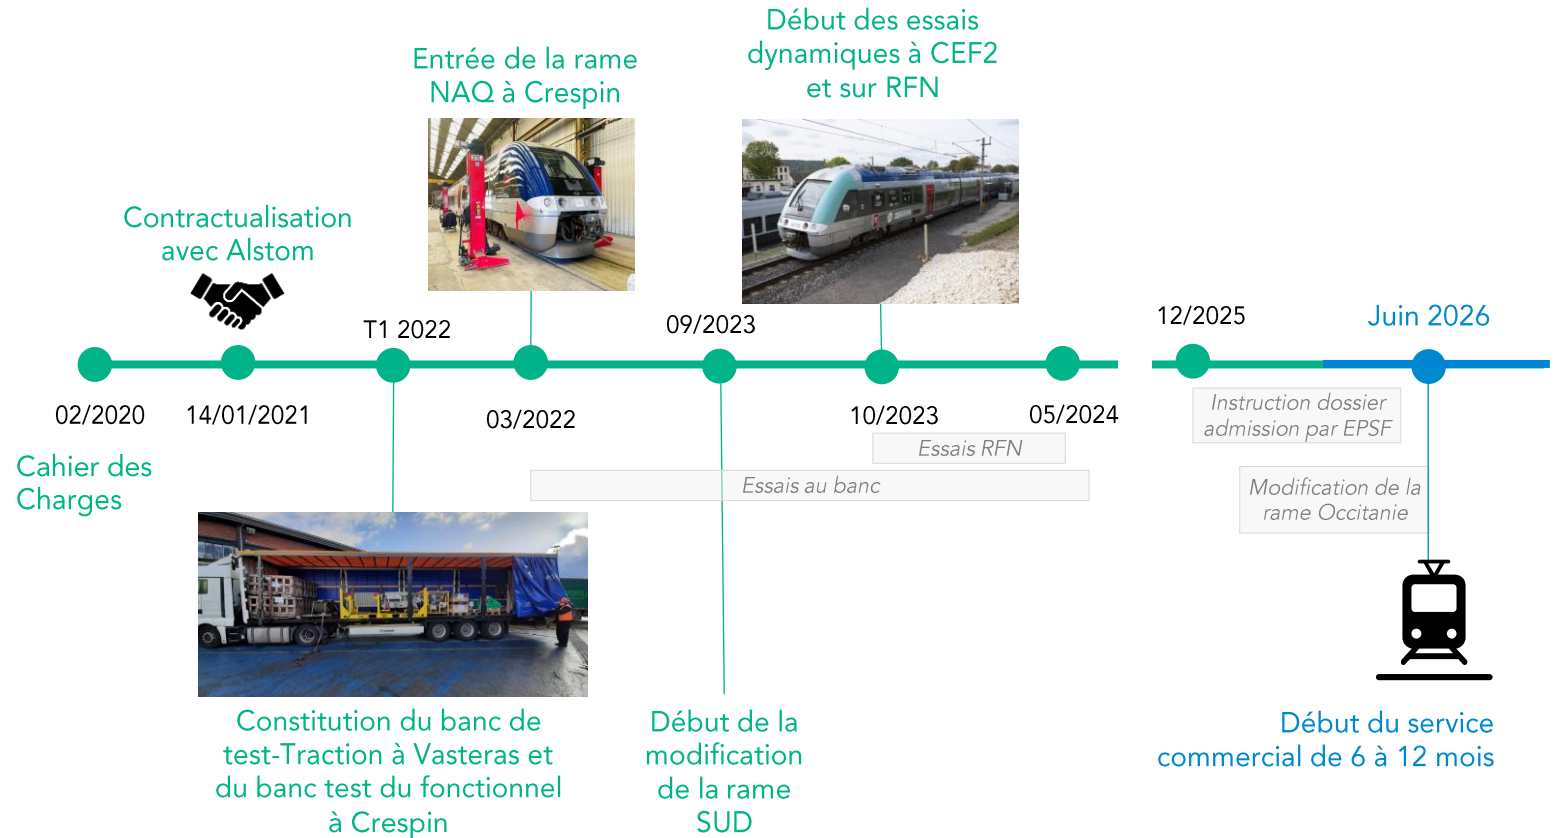 Début des essais
dynamiques à CEF2
et sur RFN
Entrée de la rame
NAQ à Crespin
Contractualisation
avec Alstom
T1 2022
09/2023
12/2025
Juin 2026
02/2020
14/01/2021
03/2022
10/2023
05/2024
Cahier des
Charges
Essais RFN
Essais au banc
Instruction dossier
admission par EPSF
Modification de la
rame Occitanie
Constitution du banc de
test-Traction à Vasteras et
du banc test du fonctionnel
à Crespin
Début de la
modification
de la rame
SUD
Début du service
commercial de 6 à 12 mois